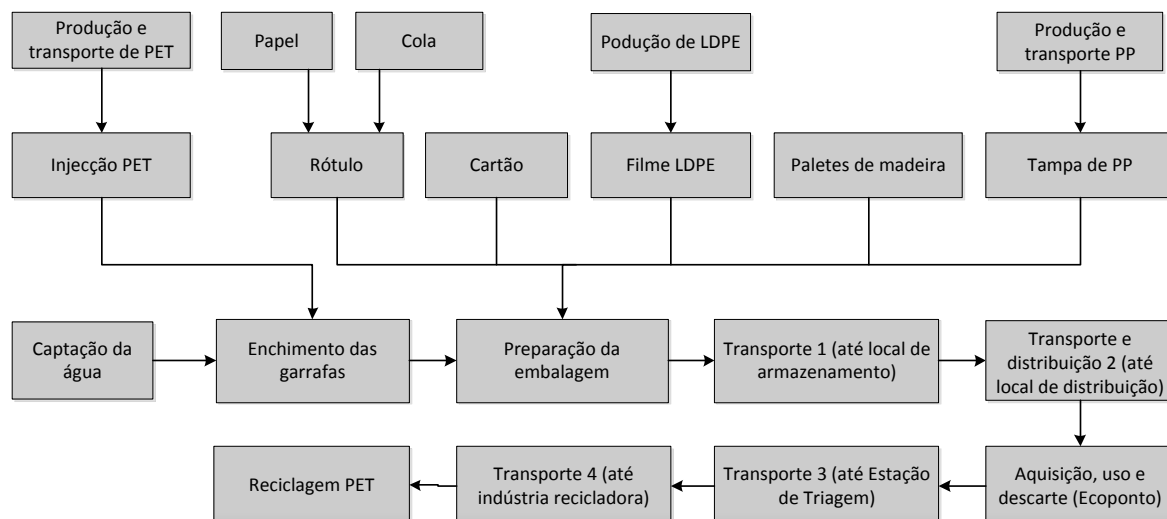 Produção e
transporte de PET
Papel
Cola
Podução de LDPE
Produção e
transporte PP
Injecção PET
Rótulo
Cartão
Filme LDPE
Paletes de madeira
Tampa de PP
Captação da
água
Enchimento das
garrafas
Preparação da
embalagem
Transporte 1 (até local de
armazenamento)
Transporte e
distribuição 2 (até
local de distribuição)
Reciclagem PET
Transporte 4 (até
indústria recicladora)
Transporte 3 (até Estação
de Triagem)
Aquisição, uso e
descarte (Ecoponto)